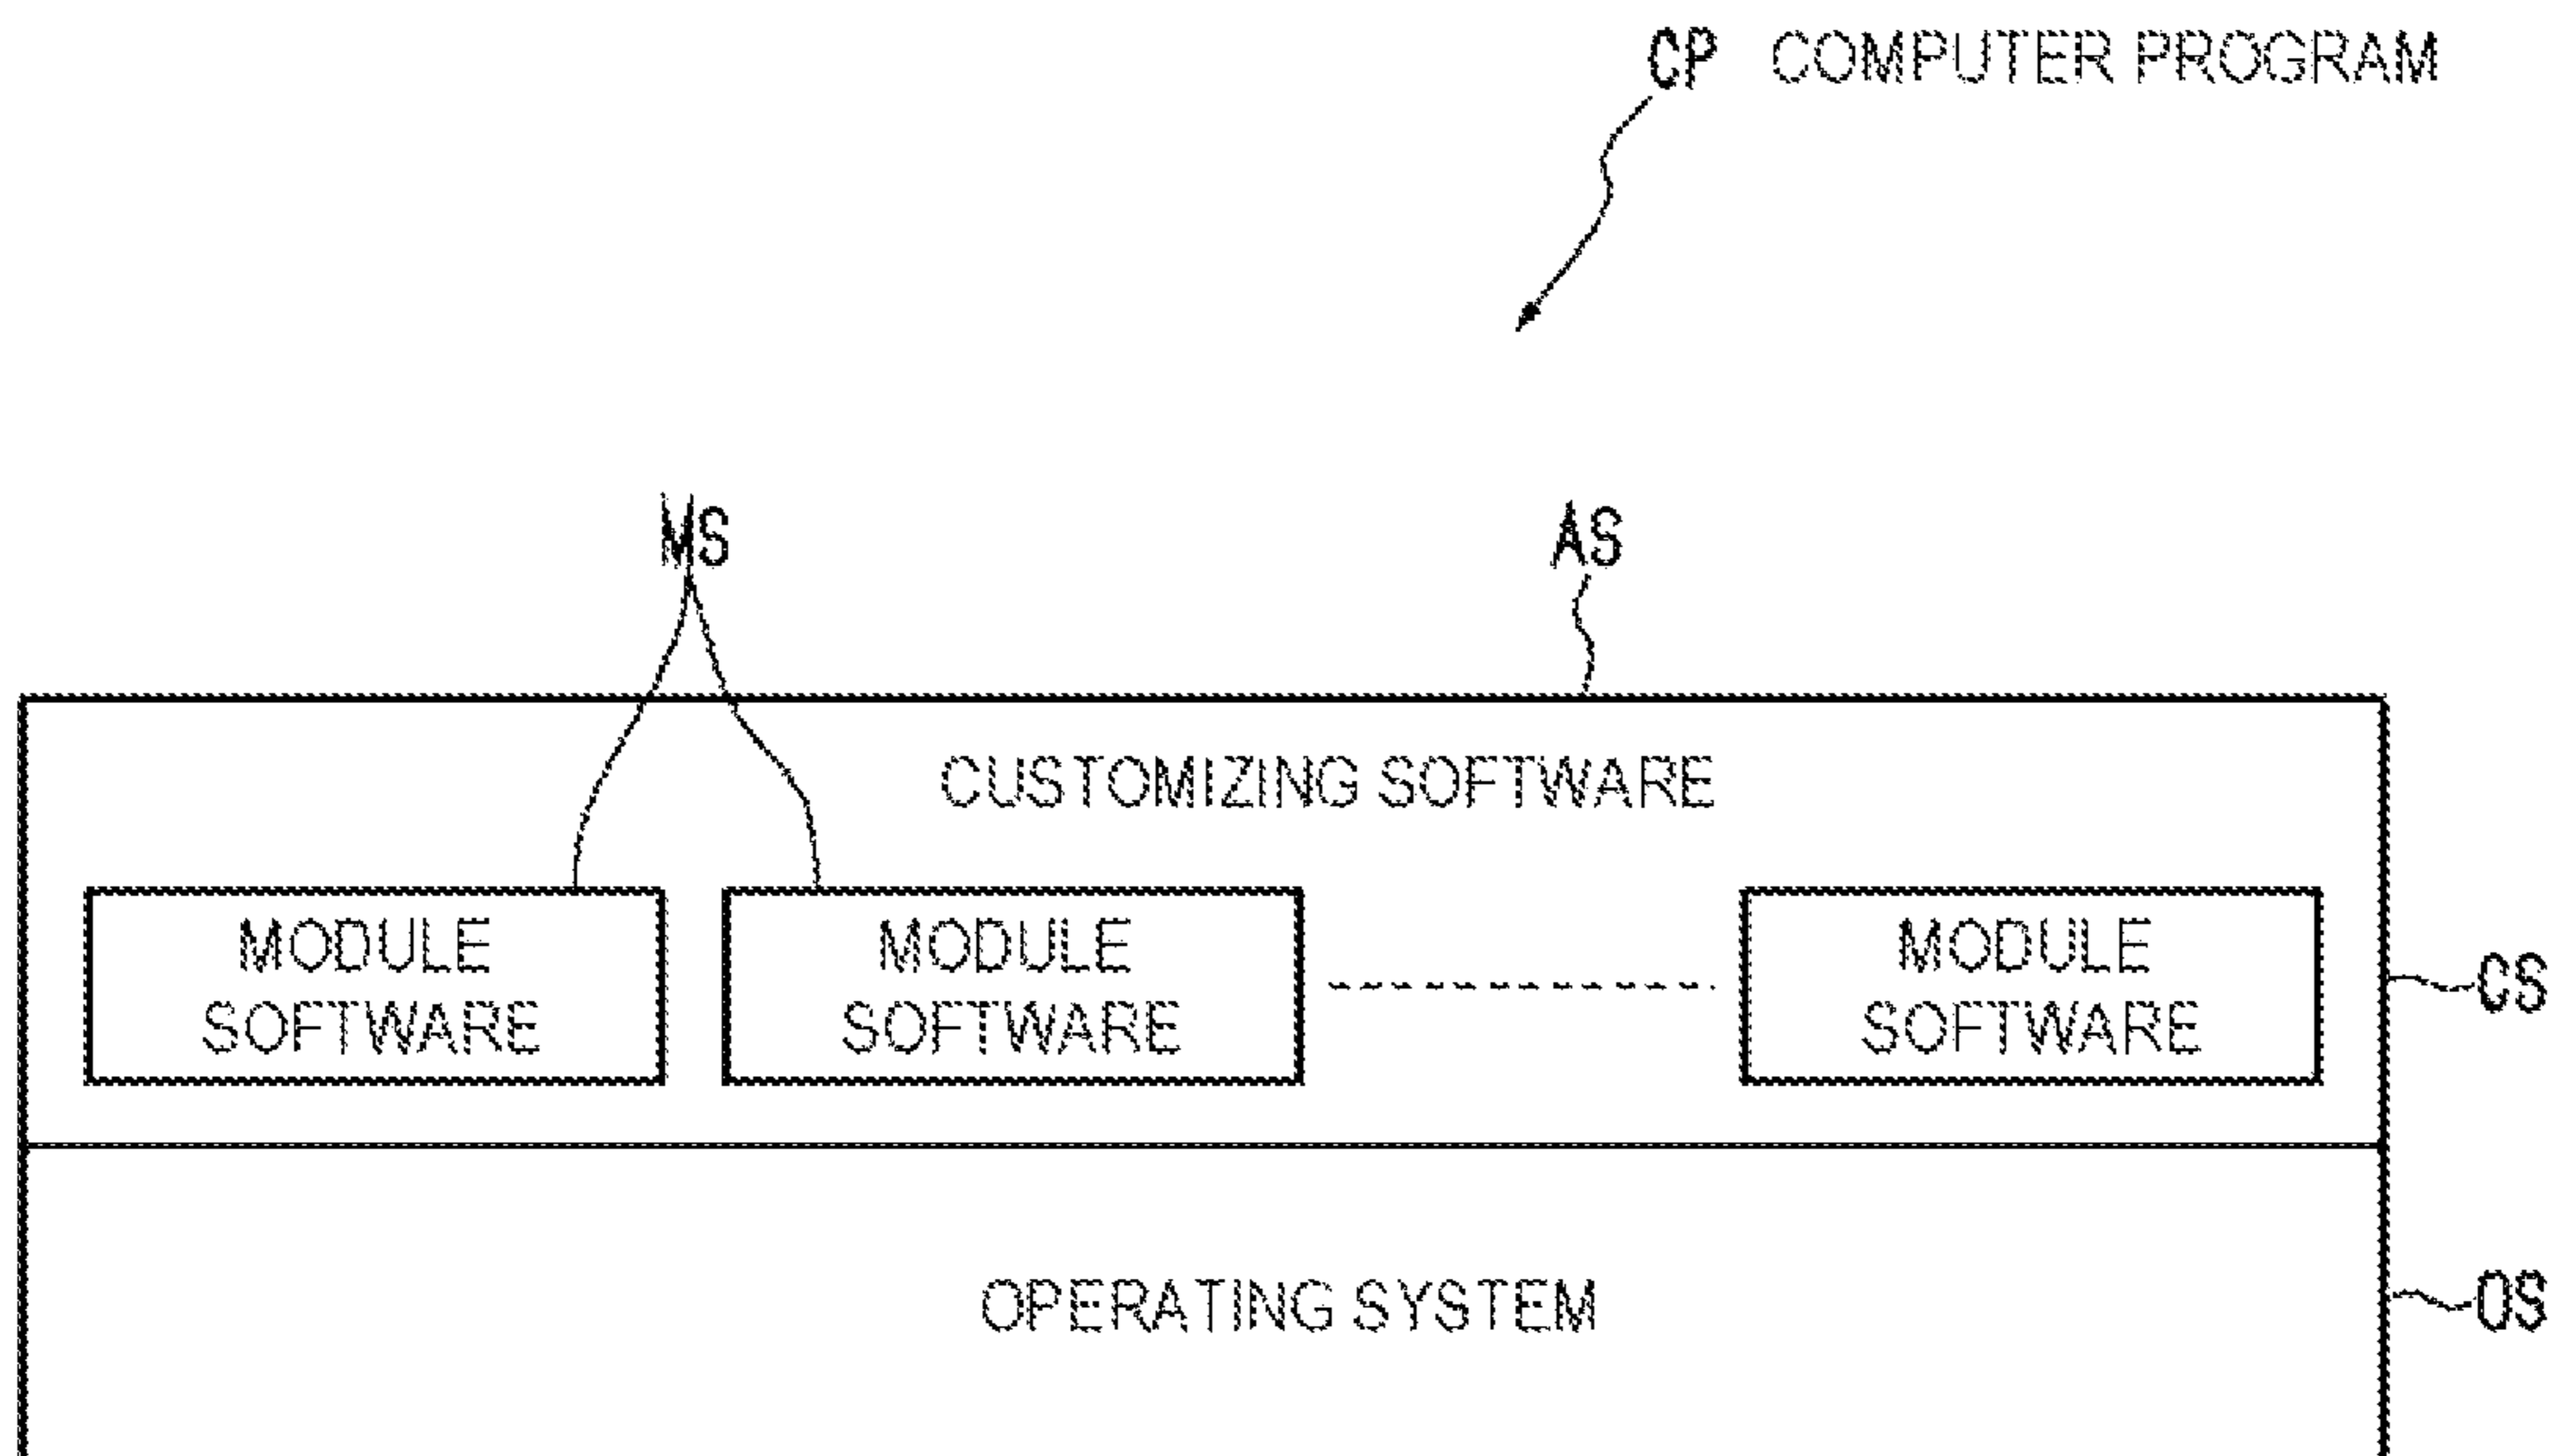 CP COMPUTER PROGRAM
MS
AS
CUSTOMIZING SOFTWARE
MODULE
SOFTWARE
MODULE
SOFTWARE
MODULE
SOFTWARE
CS
OPERATING SYSTEM
OS